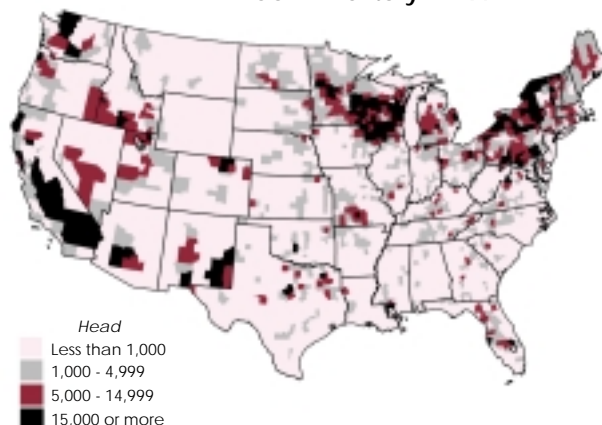 Head
Less than 1,000
1,000 - 4,999
5,000 - 14,999
15,000 or more